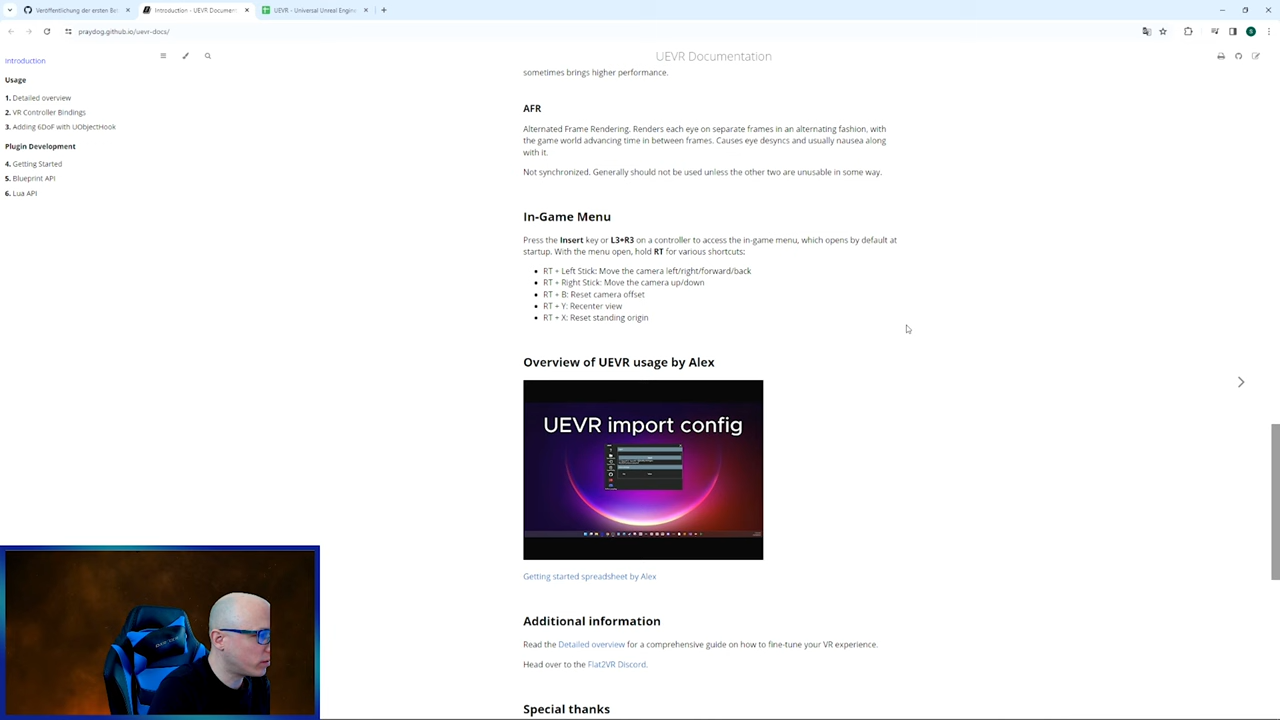 Veröffentlichung der ersten Be
Introduction - UEVR Document
UEVR - Universal Unreal Engin
praydog.github.io/uevr-docs/
UEVR Documentation
Introduction
Usage
1. Detailed overview
2. VR Controller Bindings
3. Adding 6DoF with UObjectHook
Plugin Development
4. Getting Started
5. Blueprint API
6. Lua API
sometimes brings higher performance.
AFR
Alternated Frame Rendering. Renders each eye on separate frames in an alternating fashion, with
the game world advancing time in between frames. Causes eye desyncs and usually nausea along
with it.
Not synchronized. Generally should not be used unless the other two are unusable in some way.
In-Game Menu
Press the Insert key or L3+R3 on a controller to access the in-game menu, which opens by default at
startup. With the menu open, hold RT for various shortcuts:
• RT + Left Stick: Move the camera left/right/forward/back
• RT + Right Stick: Move the camera up/down
• RT + B: Reset camera offset
• RT + Y: Recenter view
• RT + X: Reset standing origin
Overview of UEVR usage by Alex
UEVR import config
Getting started spreadsheet by Alex
Additional information
Read the Detailed overview for a comprehensive guide on how to fine-tune your VR experience.
Head over to the Flat2VR Discord.
Special thanks